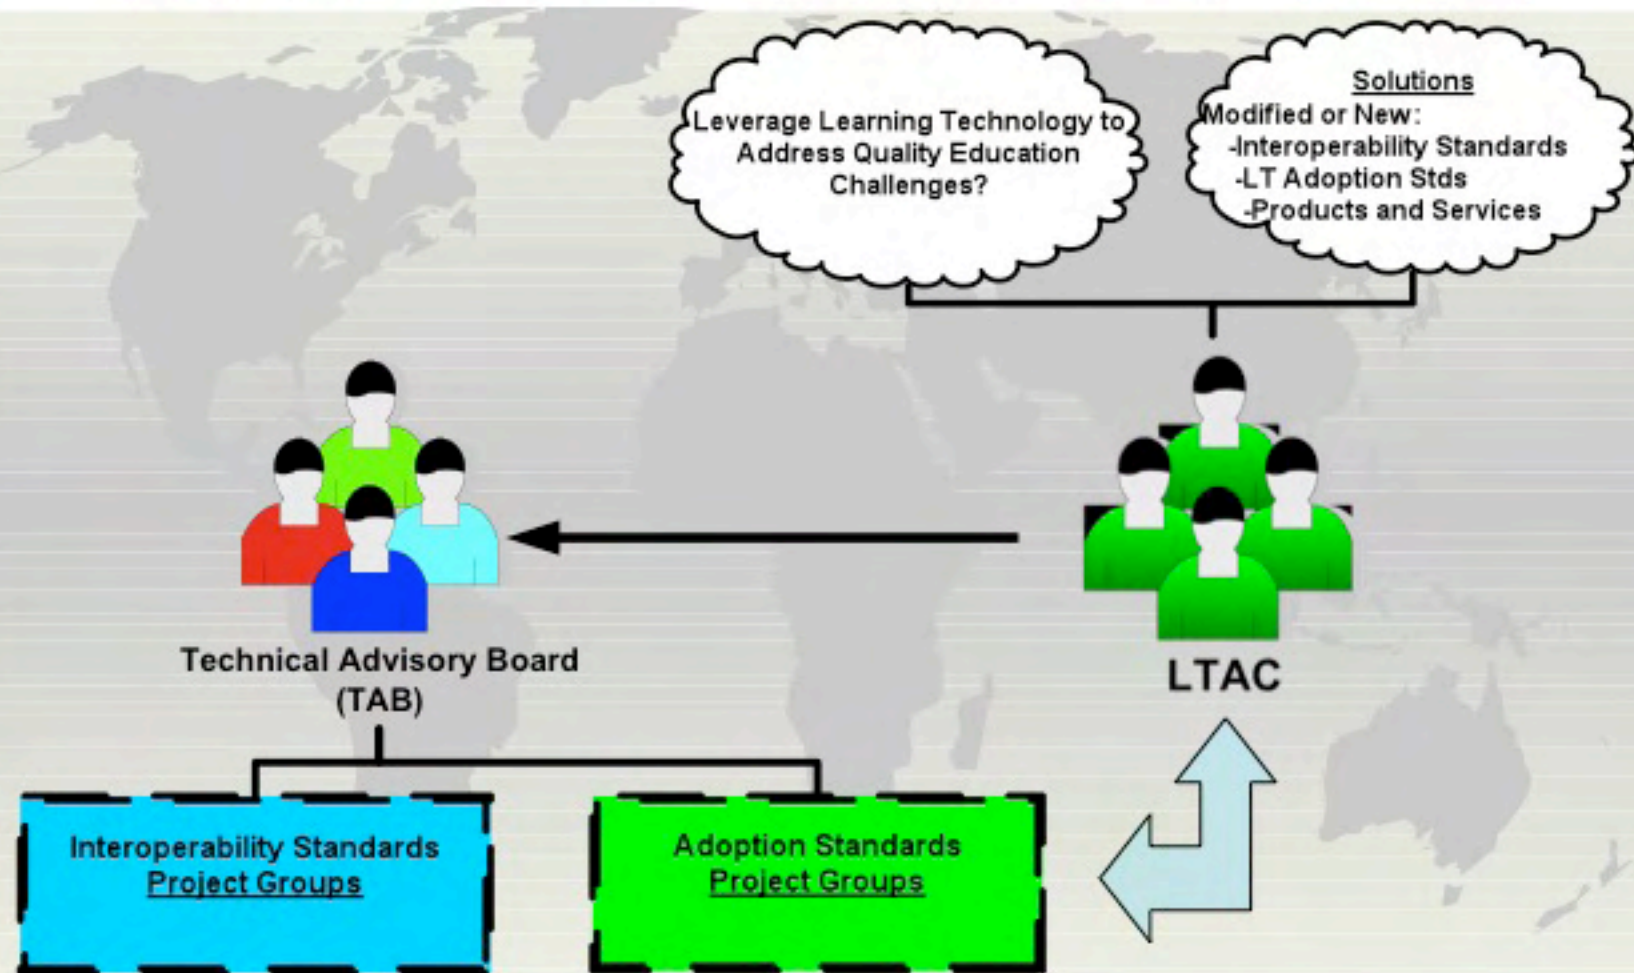 Leverage Learning Technology to
Address Quality Education
Challenges?
Solutions
Modified or New:
-Interoperability Standards
-LT Adoption Stds
-Products and Services
Technical Advisory Board
(TAB)
LTAC
Interoperability Standards
Project Groups
Adoption Standards
Project Groups